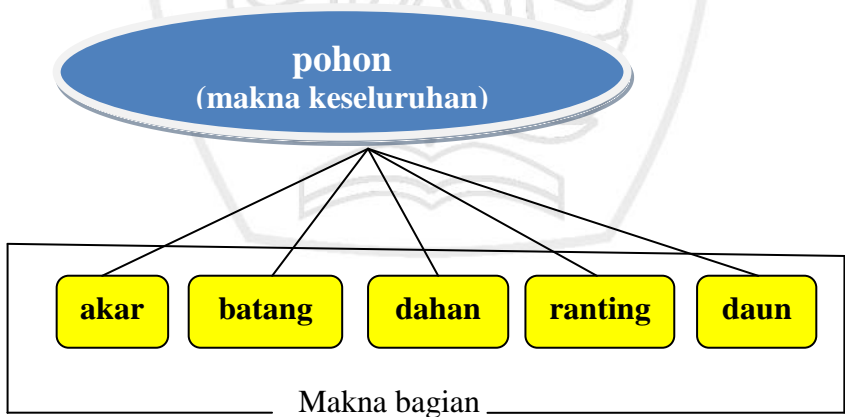 pohon
(makna keseluruhan)
akar batang dahan ranting daun
Makna bagian